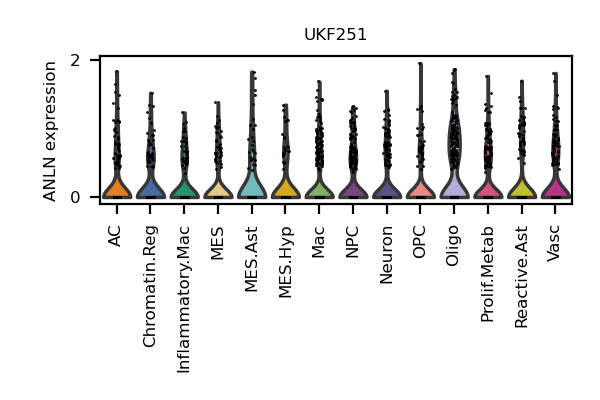 UKF251
ANLN expression
2
0
AC
Chromatin.Reg
Inflammatory.Mac
MES
MES.Ast
MES.Hyp
Mac
NPC
Neuron
OPC
Oligo
Prolif.Metab
Reactive.Ast
Vasc